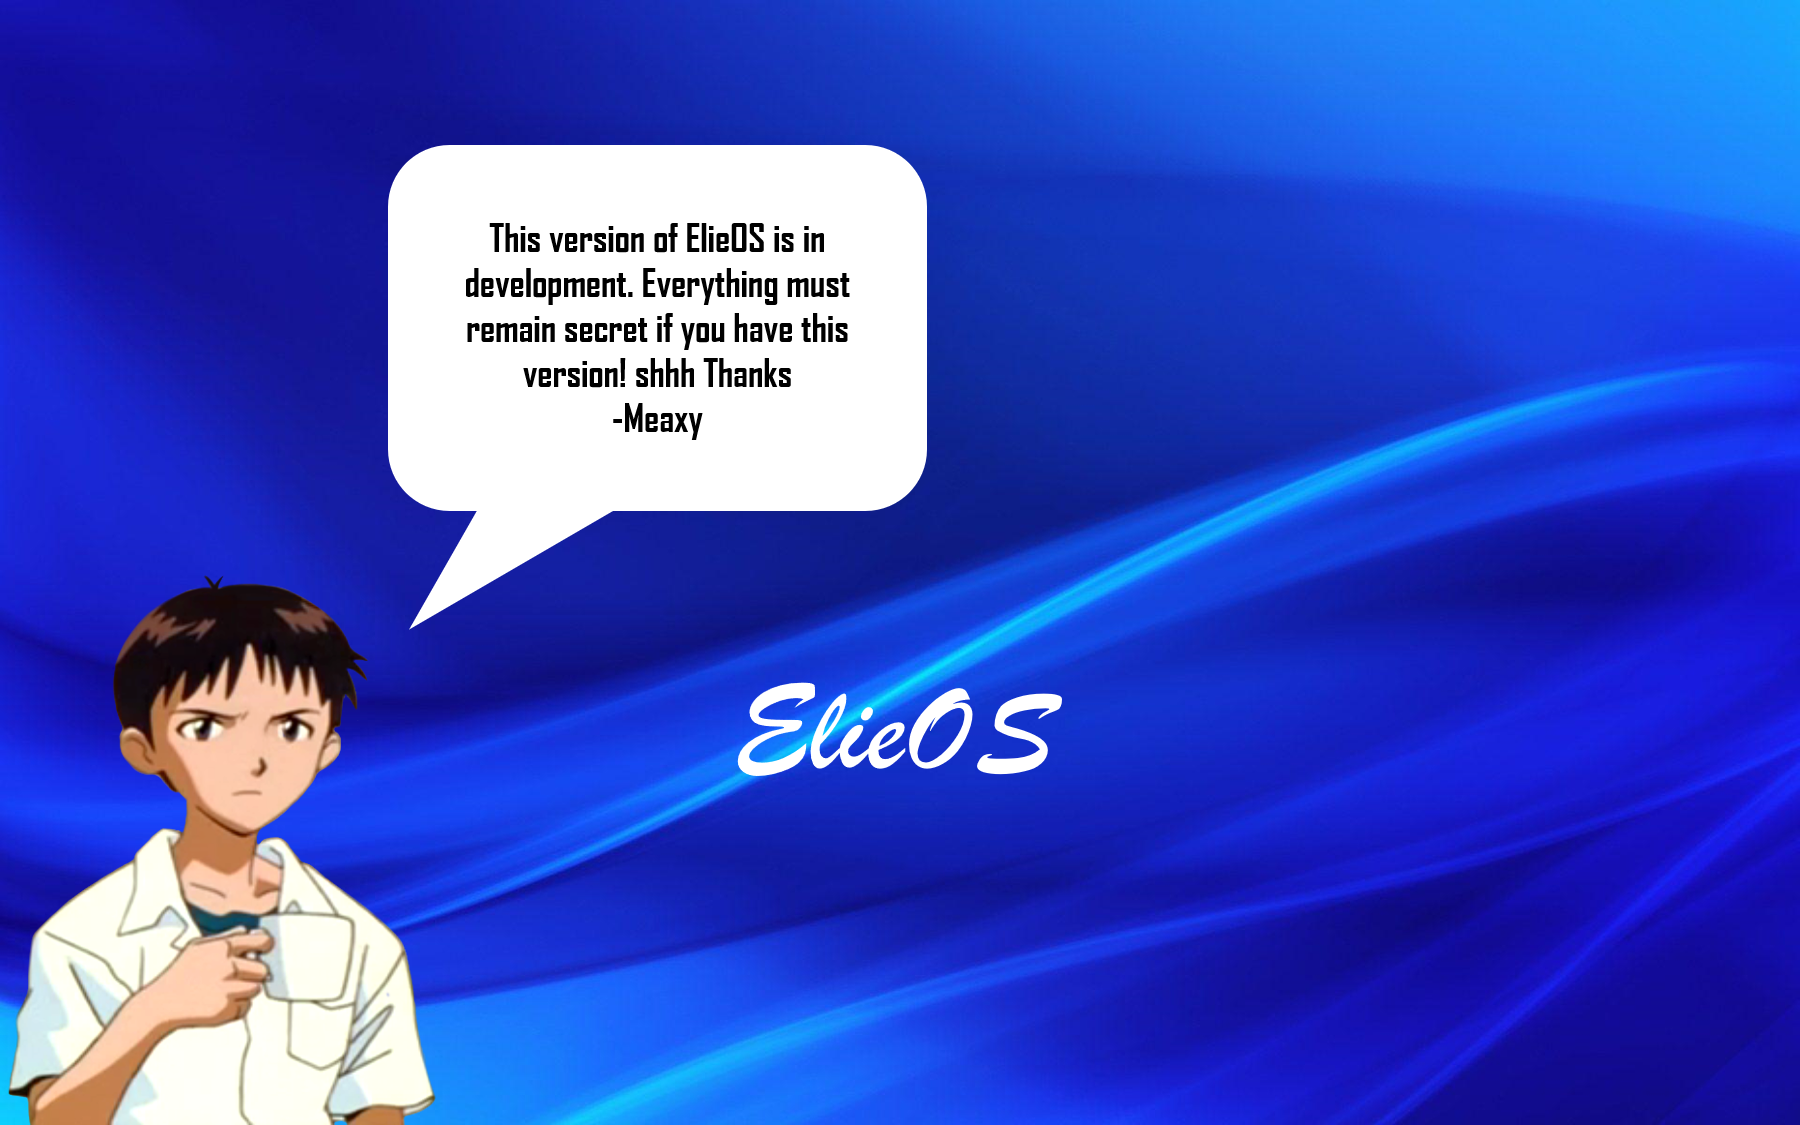 This version of ElieOS is in
development. Everything must
remain secret if you have this
version! shhh Thanks
-Meaxy
ElieOS